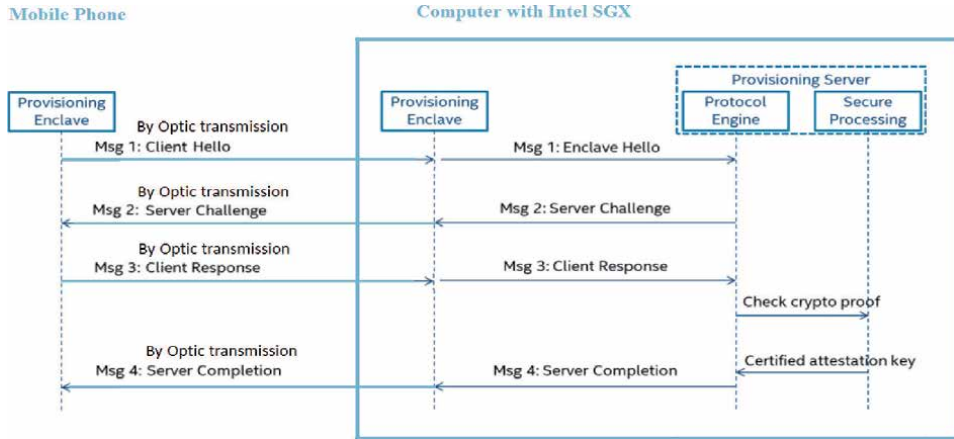 Mobile Phone
Computer with Intel SGX
Provisioning Server
Provisioning
Enclave
Provisioning
Enclave
Protocol
Engine
Secure
Processing
By Optic transmission
Msg 1: Client Hello
Msg 1: Enclave Hello
By Optic transmission
Msg 2: Server Challenge
Msg 2: Server Challenge
By Optic transmission
Msg 3: Client Response
Msg 3: Client Response
Check crypto proof
By Optic transmission
Msg 4: Server Completion
Msg 4: Server Completion
Certified attestation key